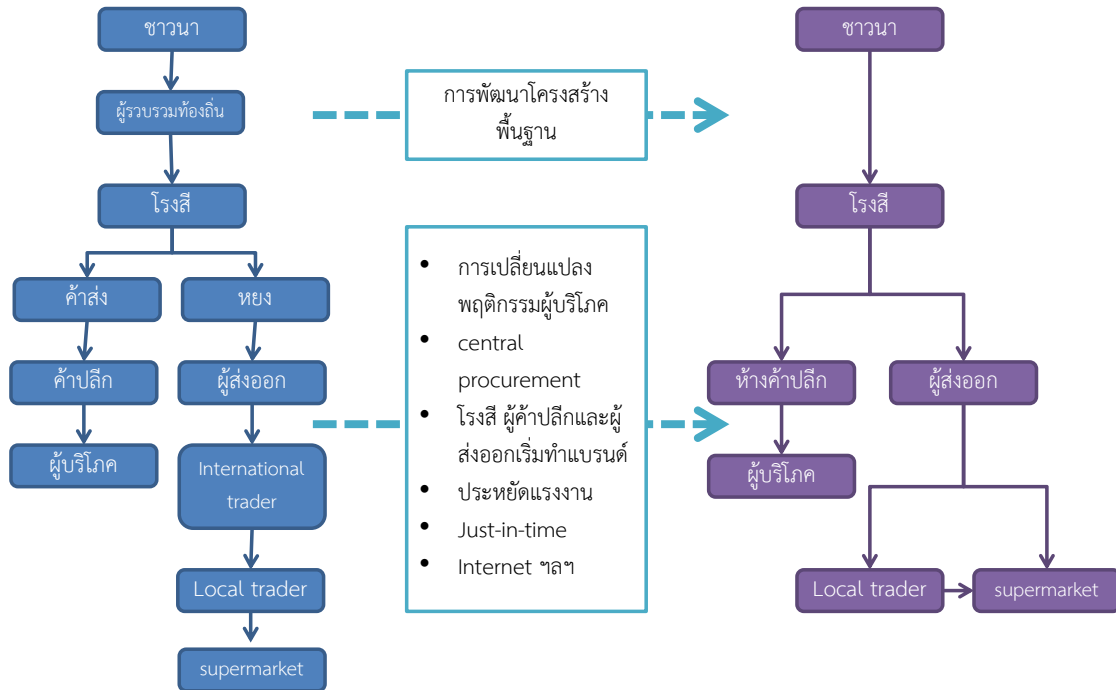 ชาวนา
ผู้รวบรวมท้องถิ่น
โรงสี
ค้าส่ง
หยง
ค้าปลีก
ผู้ส่งออก
ผู้บริโภค
International
trader
Local trader
supermarket
การพัฒนาโครงสร้าง
พื้นฐาน
• การเปลี่ยนแปลง
พฤติกรรมผู้บริโภค
• central
procurement
• โรงสี ผู้ค้าปลีกและผู้
ส่งออกเริ่มทำแบรนด์
• ประหยัดแรงงาน
• Just-in-time
• Internet ฯลฯ
ชาวนา
โรงสี
ห้างค้าปลีก
ผู้ส่งออก
ผู้บริโภค
Local trader
supermarket